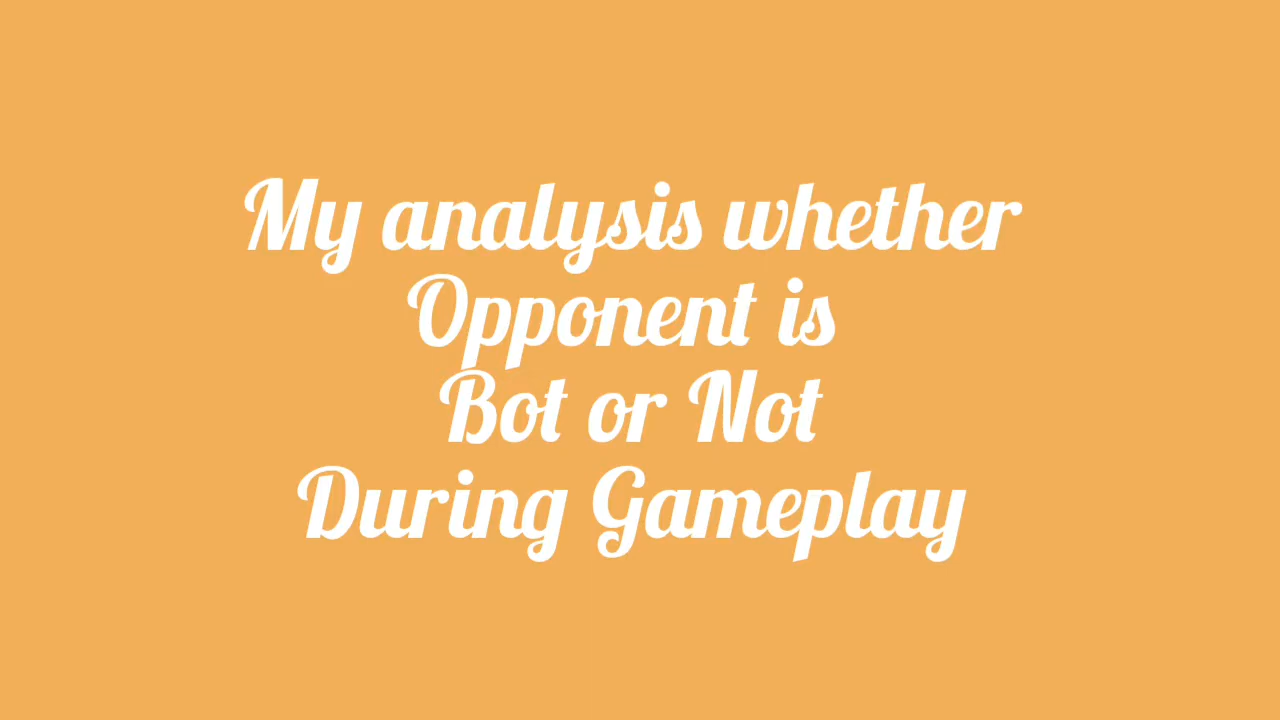 My analysis whether
Opponent is
Bot or Not
During Gameplay